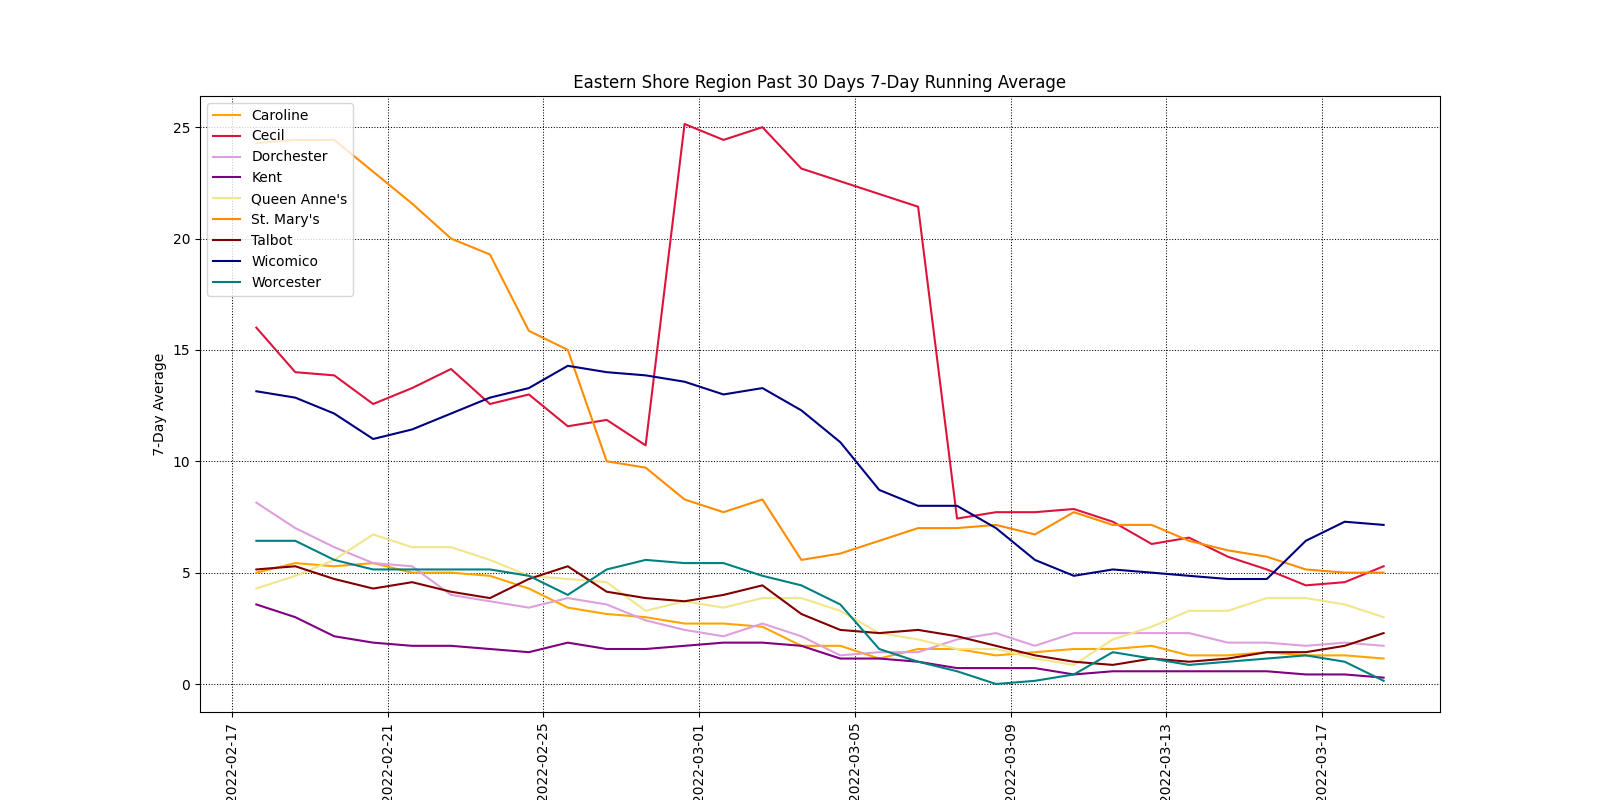 Eastern Shore Region Past 30 Days 7-Day Running Average
Caroline
Cecil
Dorchester
Kent
Queen Anne's
St. Mary's
Talbot
Wicomico
Worcester
7-Day Average
25
20
15
10
5
0
2022-02-17
2022-02-21
2022-02-25
2022-03-01
2022-03-05
2022-03-09
2022-03-13
2022-03-17